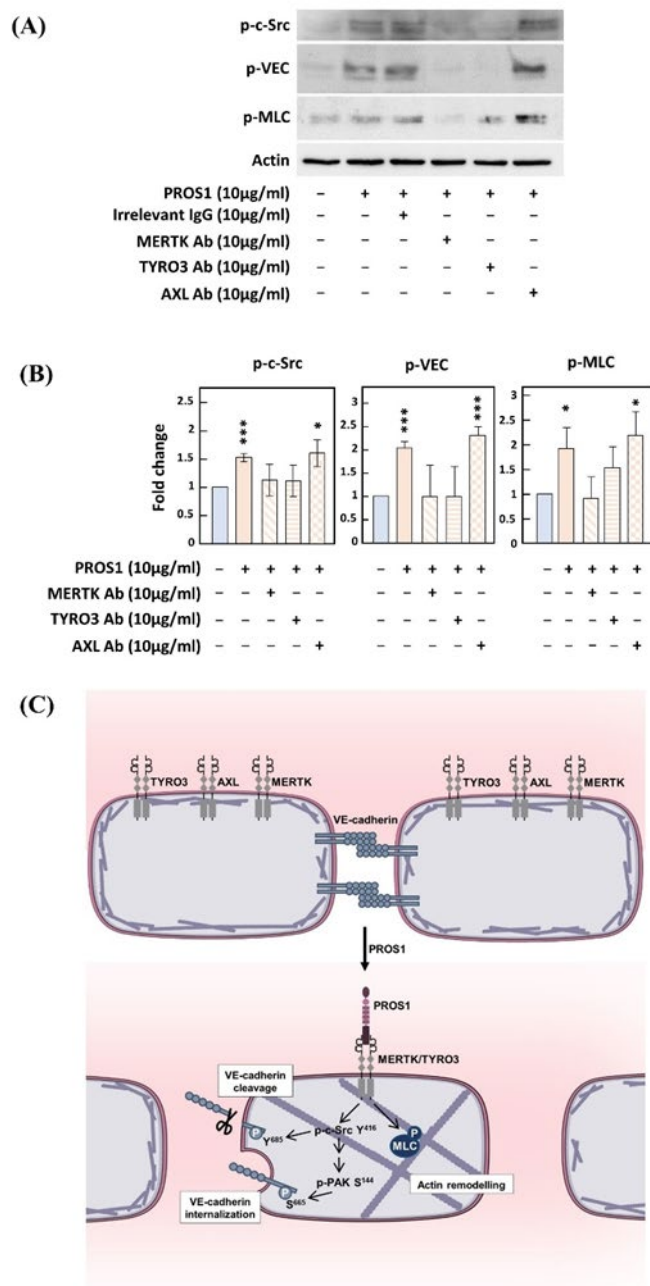 (A)
p-c-Src
p-VEC
p-MLC
Actin
PROS1 (10μg/ml) – + + + + +
Irrelevant IgG (10μg/ml) – – + – – –
MERTK Ab (10μg/ml) – – – + – –
TYRO3 Ab (10μg/ml) – – – – + –
AXL Ab (10μg/ml) – – – – – +
(B)
p-c-Src p-VEC p-MLC
Fold change
2.5
2
1.5
1
0.5
***
*
3
2.5
2
1.5
1
0.5
***
***
3
2.5
2
1.5
1
0.5
*
*
PROS1 (10μg/ml) – + + + + – + + + + – + + + +
MERTK Ab (10μg/ml) – – + – – – – + – – – – + – –
TYRO3 Ab (10μg/ml) – – – + – – – – + – – – – + –
AXL Ab (10μg/ml) – – – – + – – – – + – – – – +
(C)
TYRO3 AXL MERTK
TYRO3 AXL MERTK
VE-cadherin
PROS1
PROS1
MERTK/TYRO3
VE-cadherin
cleavage
P
Y685
p-c-Src Y416
P
MLC
p-PAK S144
P
S665
Actin remodelling
VE-cadherin
internalization